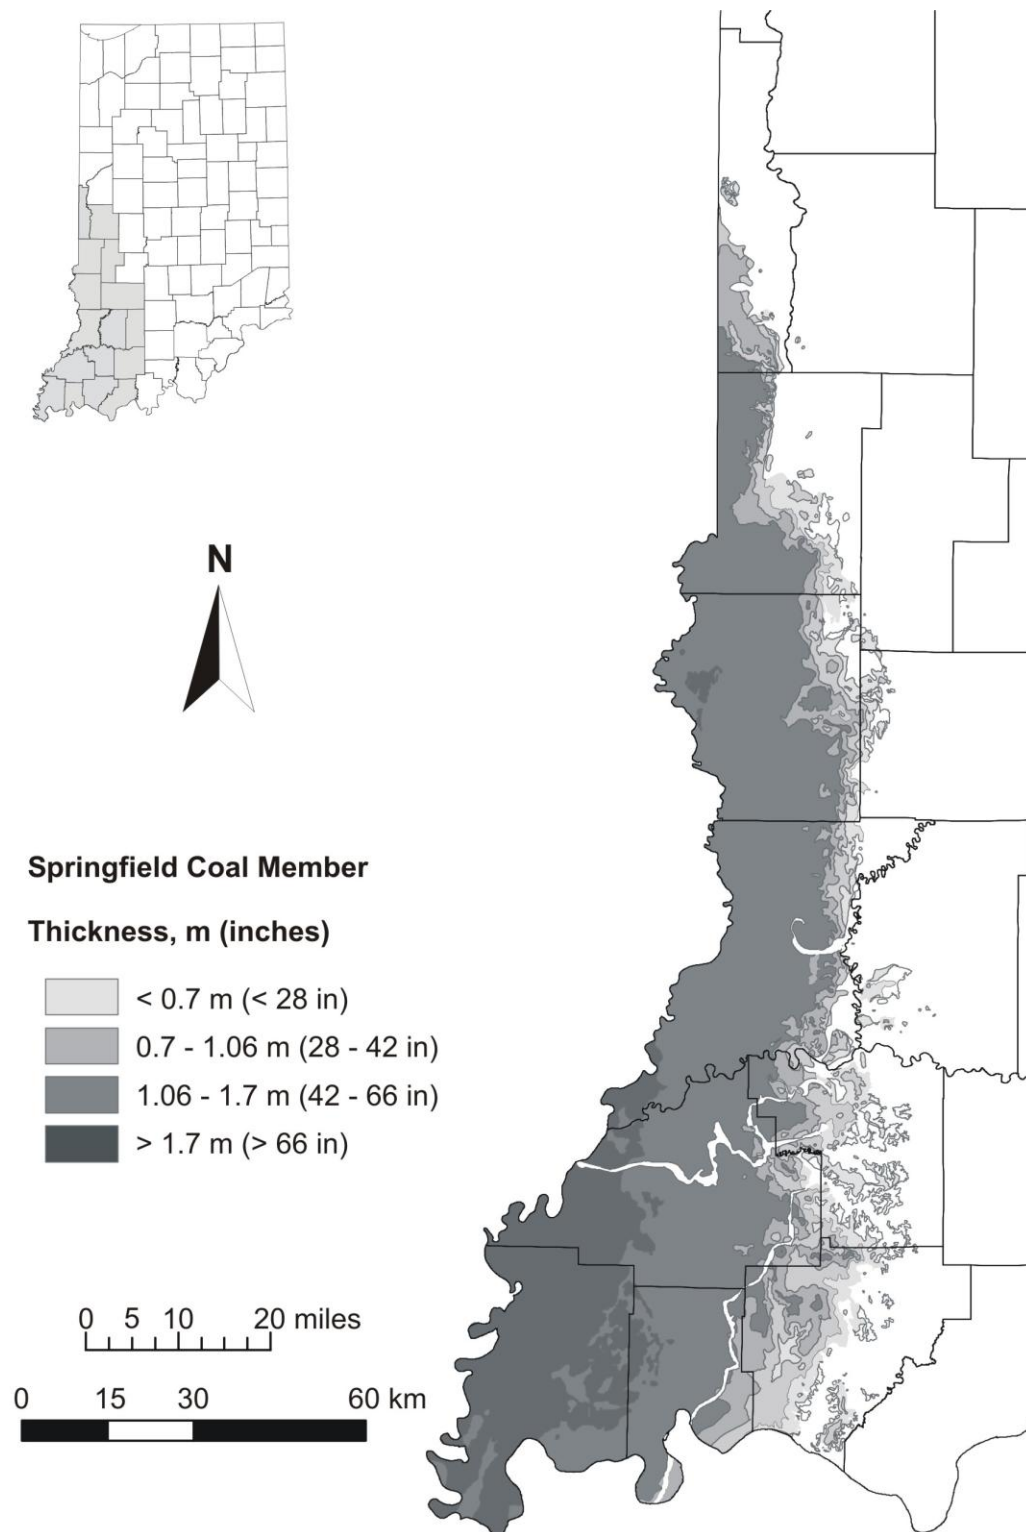 N
Springfield Coal Member
Thickness, m (inches)
< 0.7 m (< 28 in)
0.7 - 1.06 m (28 - 42 in)
1.06 - 1.7 m (42 - 66 in)
> 1.7 m (> 66 in)
0 5 10 20 miles
0 15 30 60 km